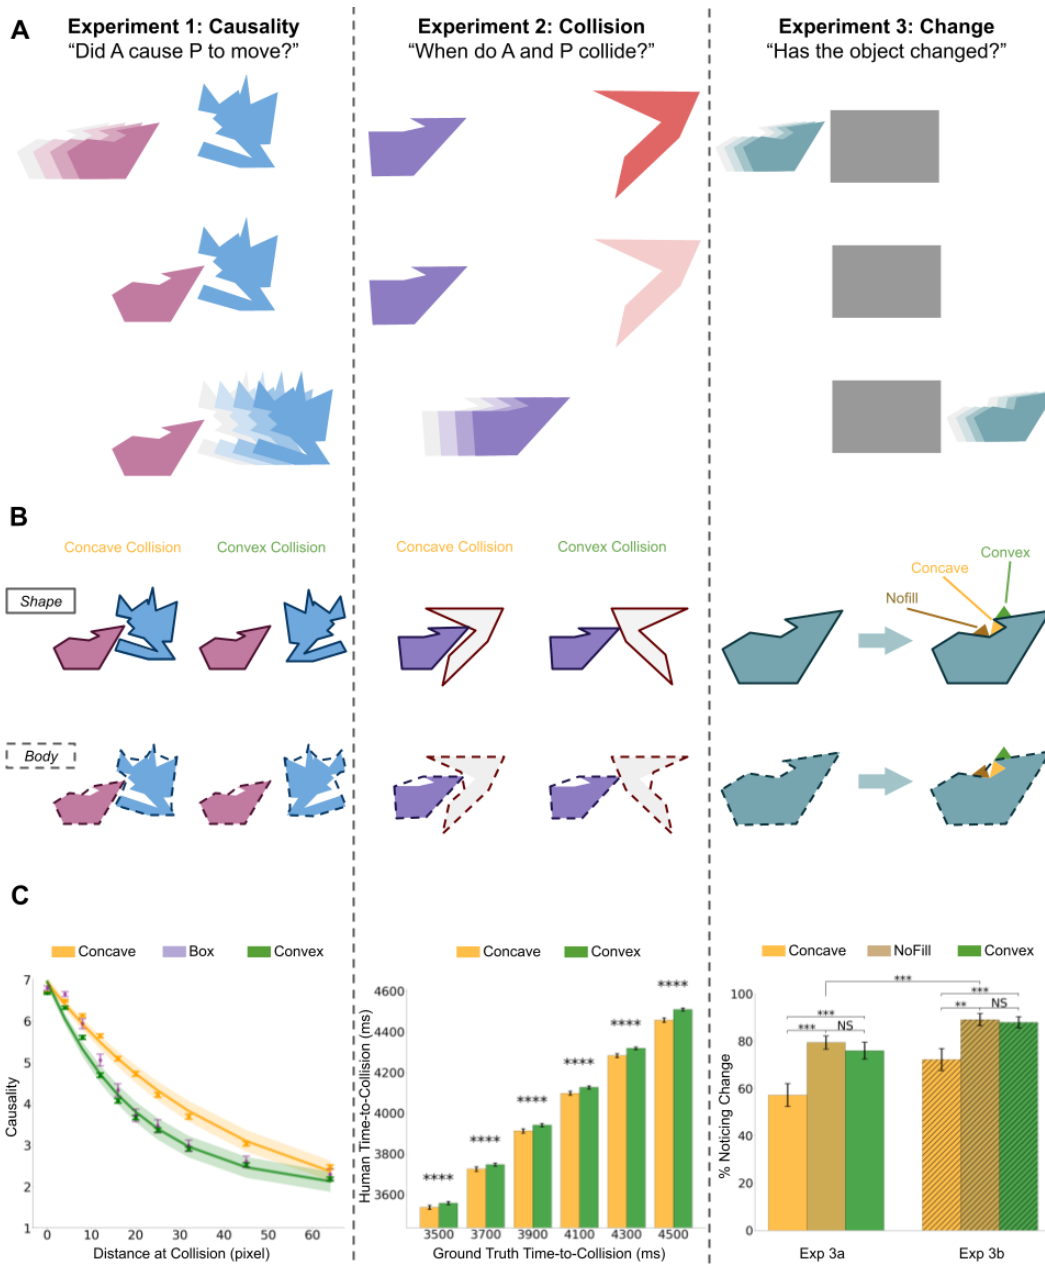 A
Experiment 1: Causality
“Did A cause P to move?”
Experiment 2: Collision
“When do A and P collide?”
Experiment 3: Change
“Has the object changed?”
B
Concave Collision
Convex Collision
Concave Collision
Convex Collision
Convex
Concave
Nofill
Shape
Body
C
Concave
Box
Convex
Causality
7
6
5
4
3
2
1
0 10 20 30 40 50 60
Distance at Collision (pixel)
Concave
Convex
Human Time-to-Collision (ms)
4600
4400
4200
4000
3800
3600
****
****
****
****
****
****
3500 3700 3900 4100 4300 4500
Ground Truth Time-to-Collision (ms)
Concave
NoFill
Convex
% Noticing Change
100
80
60
40
20
0
***
***
***
NS
***
**
NS
Exp 3a
Exp 3b